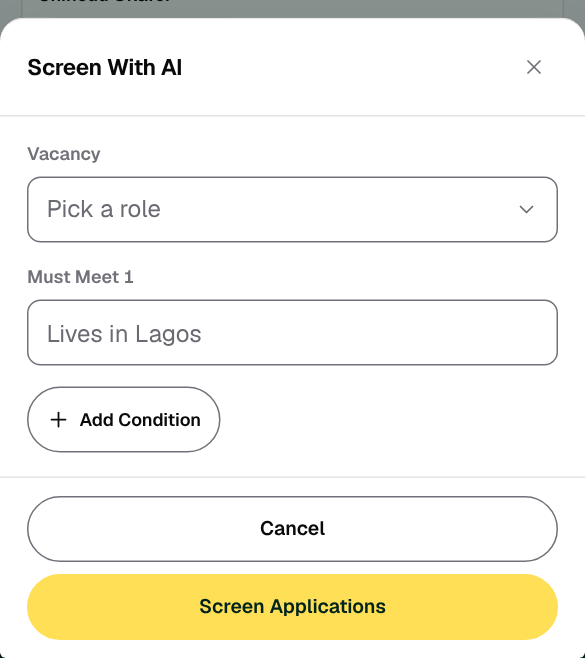 Screen With AI
Vacancy
Pick a role
Must Meet 1
Lives in Lagos
+ Add Condition
Cancel
Screen Applications